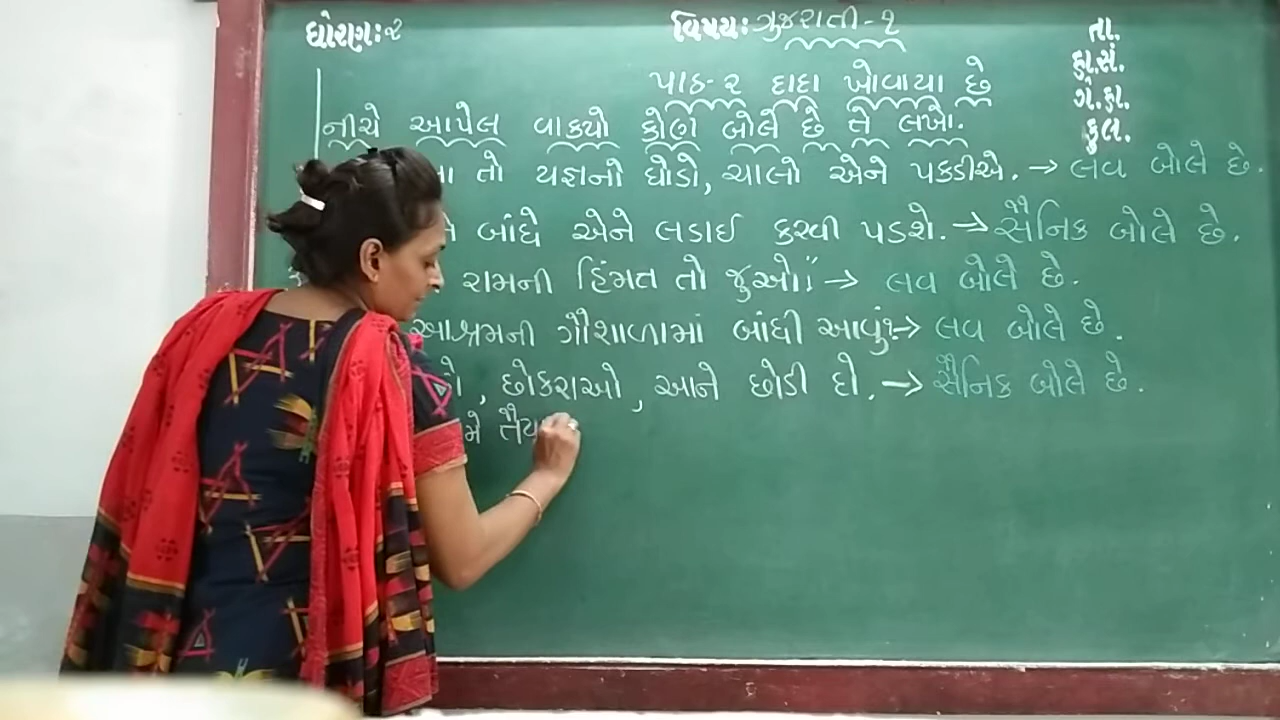 ધોરણઃ૨
વિષયઃ ગુજરાતી-૧
તા.
હા.સં.
ગે.હા.
કુલ.
પાઠ-૨ દાદા ખોવાયા છે
નીચે આપેલ વાક્યો કોણ બોલે છે તે લખો.
તો યજ્ઞનો ઘોડો, ચાલો એને પકડીએ. → લવ બોલે છે.
બાંધે એને લડાઈ કરવી પડશે. → સૈનિક બોલે છે.
રામની હિંમત તો જુઓ!" → લવ બોલે છે.
આશ્રમની ગૌશાળામાં બાંધી આવું? → લવ બોલે છે.
, છોકરાઓ, આને છોડી દો. → સૈનિક બોલે છે.
મે તૈય